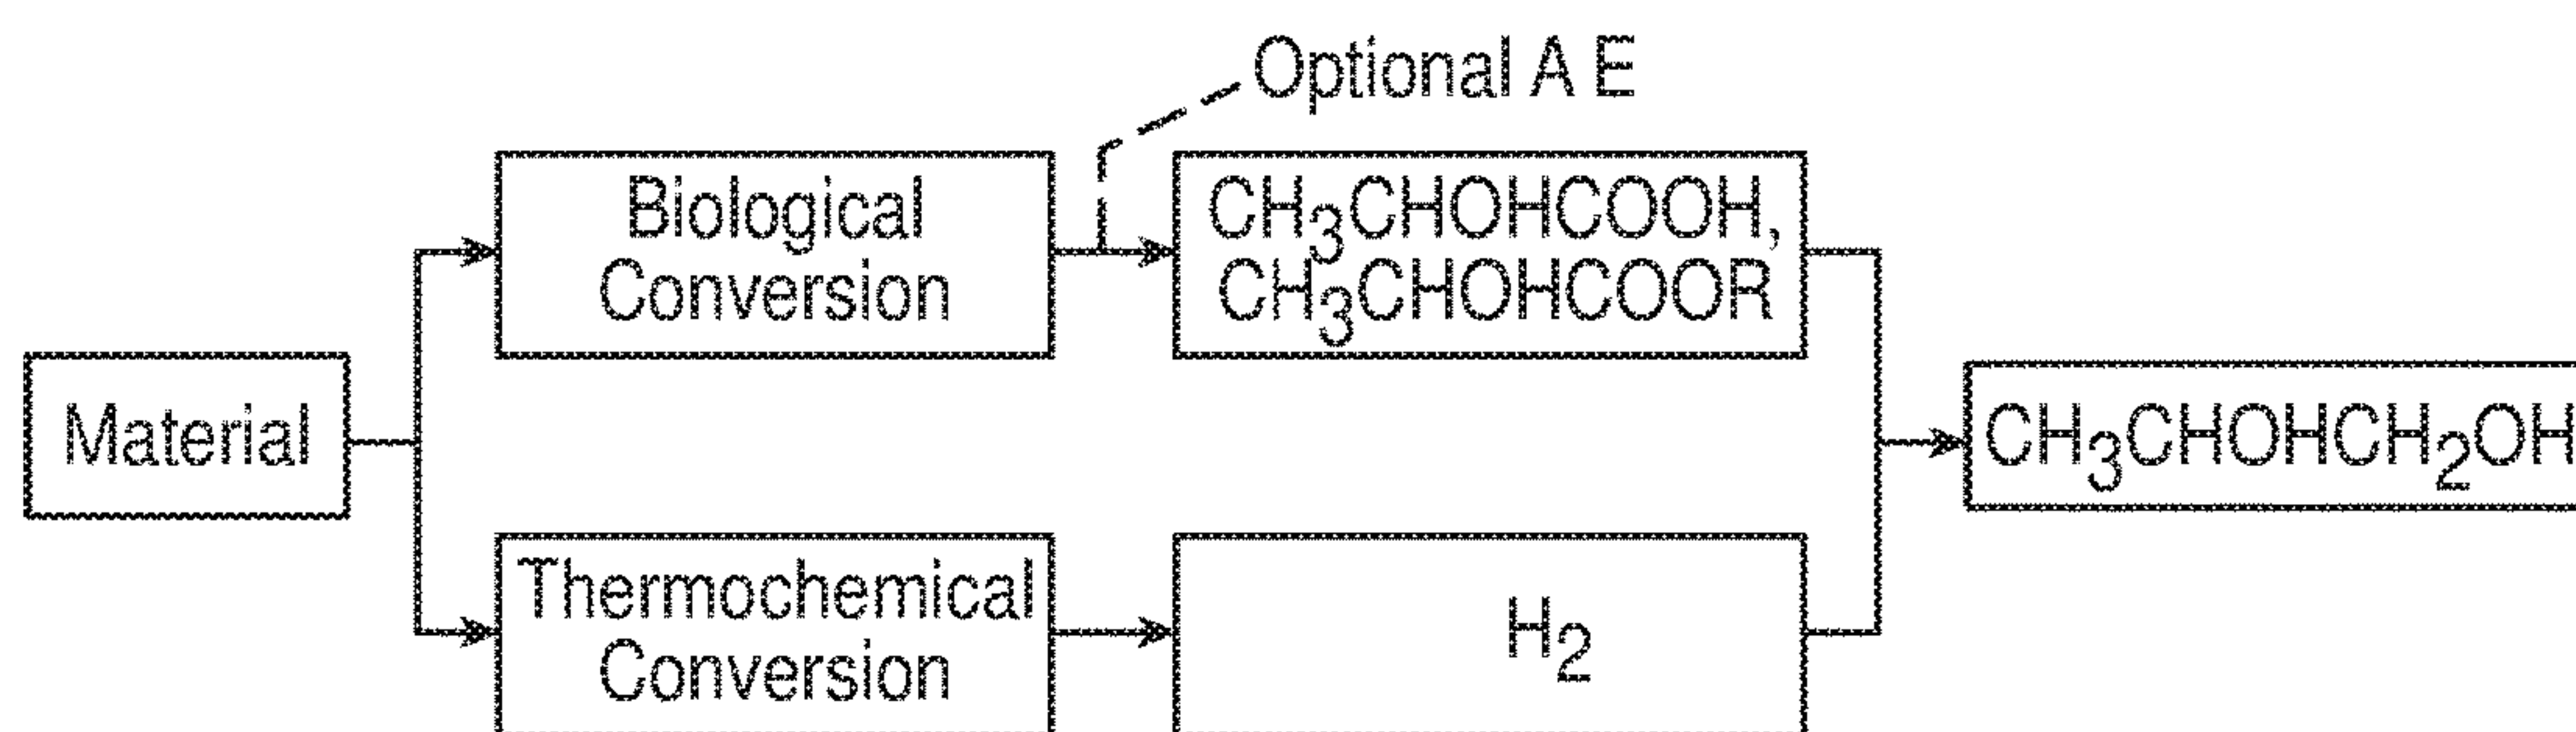 Optional A E
Biological
Conversion
CH3CHOHCOOH,
CH3CHOHCOOR
Material
CH3CHOHCH2OH
Thermochemical
Conversion
H2